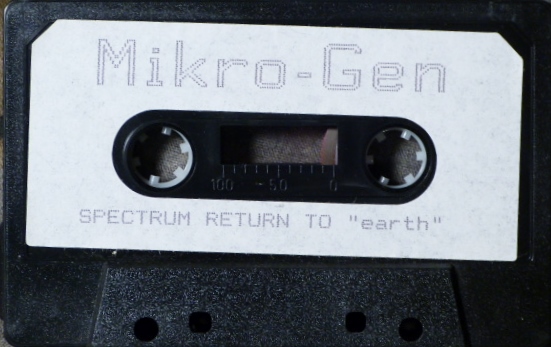 Mikro-Gen
100 -50 0
SPECTRUM RETURN TO "earth"